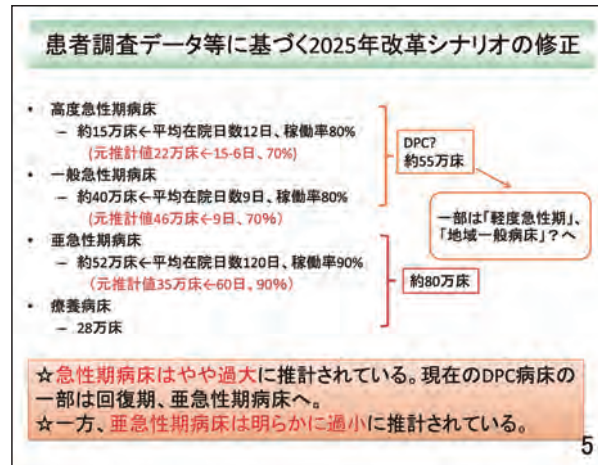 患者調査データ等に基づく2025年改革シナリオの修正
• 高度急性期病床
– 約15万床←平均在院日数12日、稼働率80%
(元推計値22万床←15-6日、70%)
• 一般急性期病床
– 約40万床←平均在院日数9日、稼働率80%
(元推計値46万床←9日、70%)
• 亜急性期病床
– 約52万床←平均在院日数120日、稼働率90%
(元推計値35万床←60日、90%)
• 療養病床
– 28万床
DPC?
約55万床
一部は「軽度急性期」、
「地域一般病床」?へ
約80万床
☆急性期病床はやや過大に推計されている。現在のDPC病床の
一部は回復期、亜急性期病床へ。
☆一方、亜急性期病床は明らかに過小に推計されている。
5